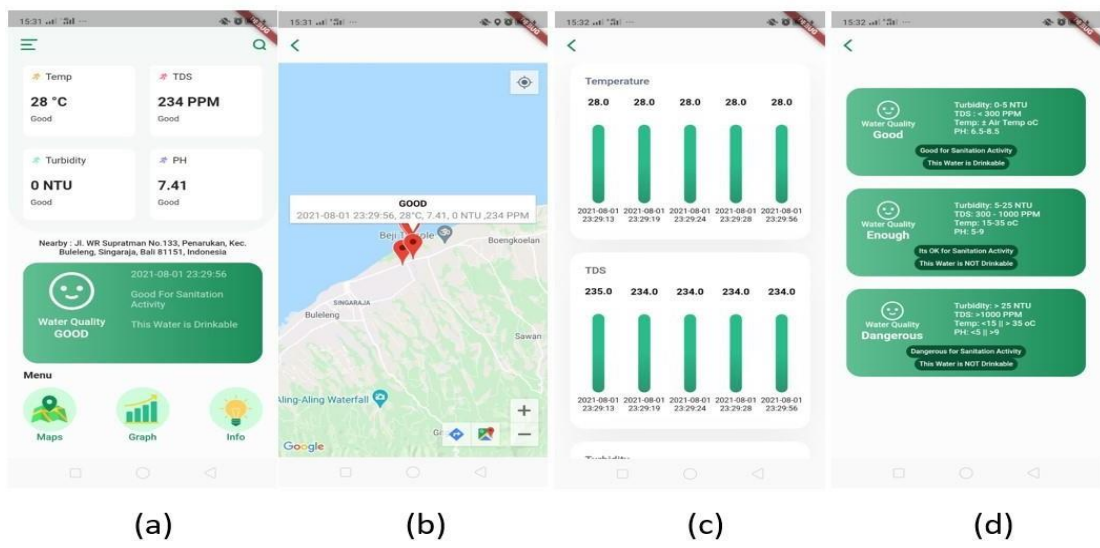 15:31
Temp
TDS
28 °C
234 PPM
Good
Good
Turbidity
PH
0 NTU
7.41
Good
Good
Nearby : Jl. WR Supratman No.133, Penarukan, Kec.
Buleleng, Singaraja, Bali 81151, Indonesia
2021-08-01 23:29:56
Good For Sanitation
Activity
This Water is Drinkable
Water Quality
GOOD
Menu
Maps
Graph
Info
(a)
15:31
GOOD
2021-08-01 23:29:56, 28°C, 7.41, 0 NTU ,234 PPM
Beji Temple
Boengkoelan
SINGARAJA
Buleleng
Sawan
Aling-Aling Waterfall
Google
(b)
15:32
Temperature
28.0 28.0 28.0 28.0 28.0
2021-08-01 2021-08-01 2021-08-01 2021-08-01 2021-08-01
23:29:13 23:29:19 23:29:24 23:29:28 23:29:56
TDS
235.0 234.0 234.0 234.0 234.0
2021-08-01 2021-08-01 2021-08-01 2021-08-01 2021-08-01
23:29:13 23:29:19 23:29:24 23:29:28 23:29:56
Turbidity
(c)
15:32
Water Quality
Good
Turbidity: 0-5 NTU
TDS : < 300 PPM
Temp: ± Air Temp oC
PH: 6.5-8.5
Good for Sanitation Activity
This Water is Drinkable
Water Quality
Enough
Turbidity: 5-25 NTU
TDS: 300 - 1000 PPM
Temp: 15-35 oC
PH: 5-9
Its OK for Sanitation Activity
This Water is NOT Drinkable
Water Quality
Dangerous
Turbidity: > 25 NTU
TDS: >1000 PPM
Temp: <15 || > 35 oC
PH: <5 || >9
Dangerous for Sanitation Activity
This Water is NOT Drinkable
(d)